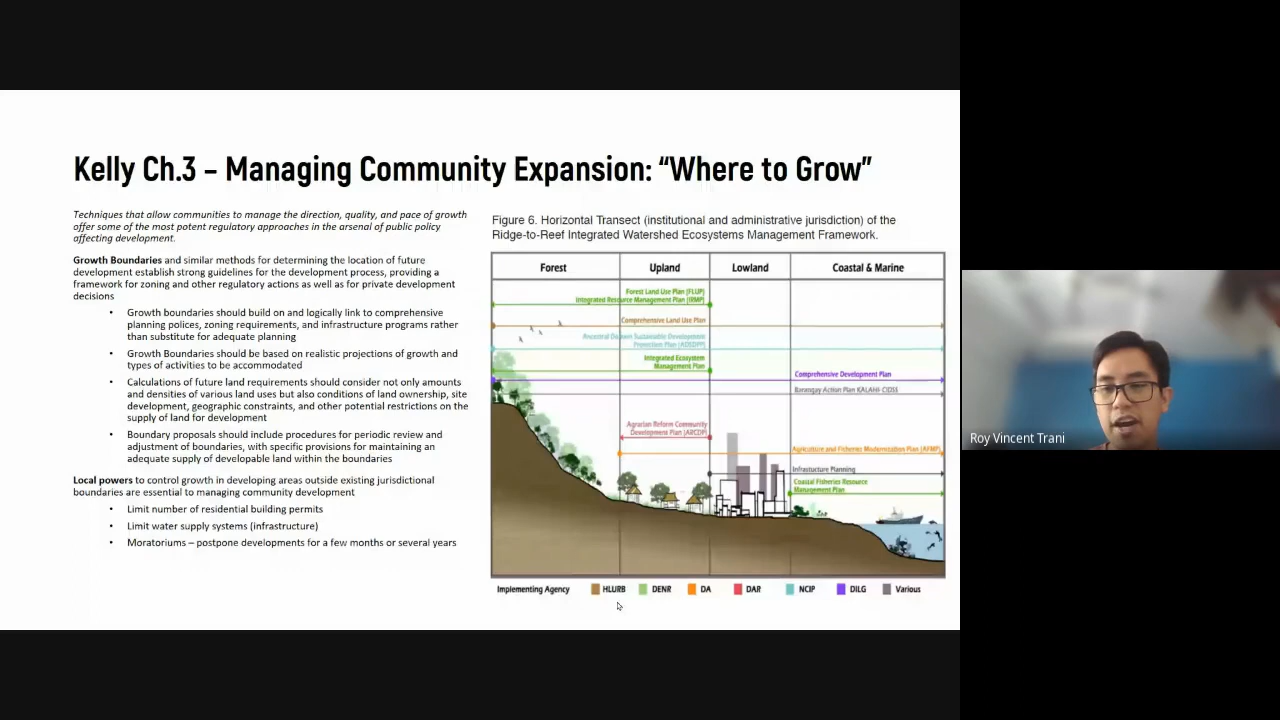 Kelly Ch.3 – Managing Community Expansion: “Where to Grow”
Techniques that allow communities to manage the direction, quality, and pace of growth
offer some of the most potent regulatory approaches in the arsenal of public policy
affecting development.
Growth Boundaries and similar methods for determining the location of future
development establish strong guidelines for the development process, providing a
framework for zoning and other regulatory actions as well as for private development
decisions
• Growth boundaries should build on and logically link to comprehensive
planning polices, zoning requirements, and infrastructure programs rather
than substitute for adequate planning
• Growth Boundaries should be based on realistic projections of growth and
types of activities to be accommodated
• Calculations of future land requirements should consider not only amounts
and densities of various land uses but also conditions of land ownership, site
development, geographic constraints, and other potential restrictions on the
supply of land for development
• Boundary proposals should include procedures for periodic review and
adjustment of boundaries, with specific provisions for maintaining an
adequate supply of developable land within the boundaries
Local powers to control growth in developing areas outside existing jurisdictional
boundaries are essential to managing community development
• Limit number of residential building permits
• Limit water supply systems (infrastructure)
• Moratoriums – postpone developments for a few months or several years
Figure 6. Horizontal Transect (institutional and administrative jurisdiction) of the
Ridge-to-Reef Integrated Watershed Ecosystems Management Framework.
Forest Upland Lowland Coastal & Marine
Forest Land Use Plan (FLUP)
Integrated Resource Management Plan (IRMP)
Comprehensive Land Use Plan
Ancestral Domain Sustainable Development
Protection Plan (ADSDPP)
Integrated Ecosystem
Management Plan
Comprehensive Development Plan
Barangay Action Plan KALAHI-CIDSS
Agrarian Reform Community
Development Plan (ARCDP)
Agriculture and Fisheries Modernization Plan (AFMP)
Infrastucture Planning
Coastal Fisheries Resource
Management Plan
Implementing Agency HLURB DENR DA DAR NCIP DILG Various
Roy Vincent Trani